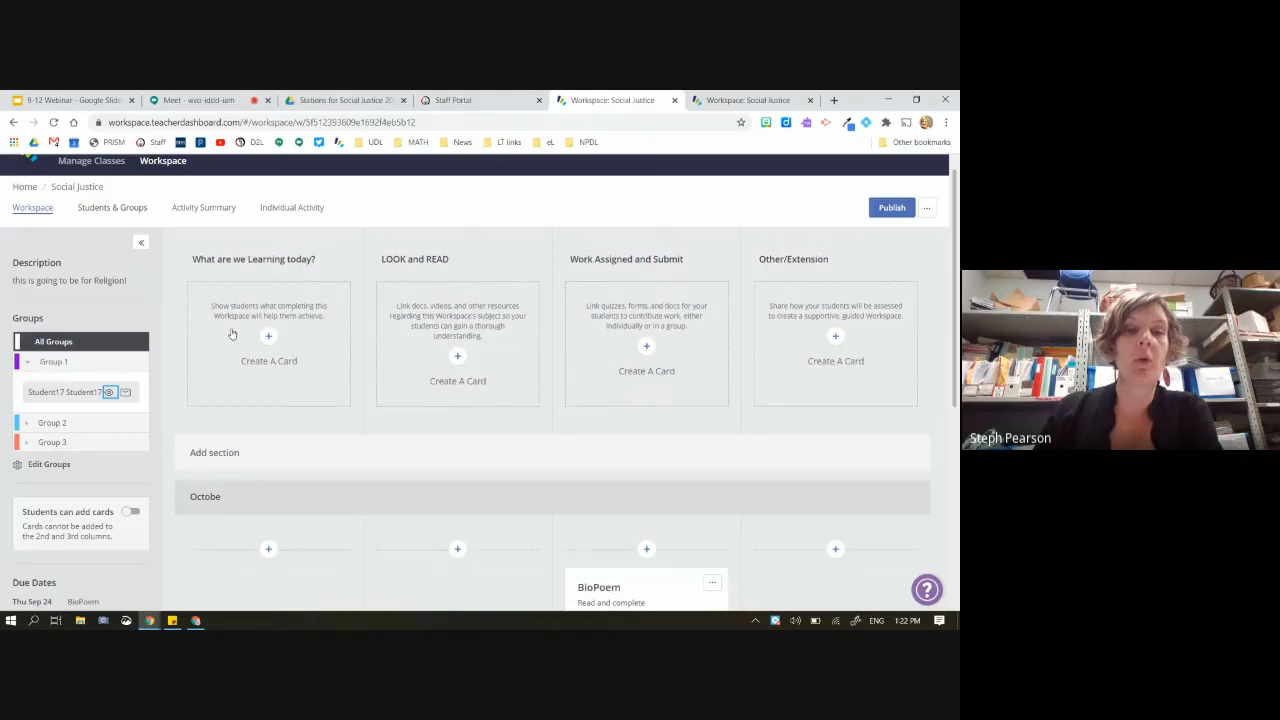 9-12 Webinar - Google Slide
Meet - wvo-iddd-iam
Stations for Social Justice 20
Staff Portal
Workspace: Social Justice
Workspace: Social Justice
workspace.teacherdashboard.com/#/workspace/w/5f512393609e1692f4eb5b12
PRISM
Staff
D2L
UDL
MATH
News
LT links
eL
NPDL
Other bookmarks
Manage Classes
Workspace
Home / Social Justice
Workspace
Students & Groups
Activity Summary
Individual Activity
Publish
Description
this is going to be for Religion!
Groups
All Groups
Group 1
Student17 Student17
Group 2
Group 3
Edit Groups
Students can add cards
Cards cannot be added to
the 2nd and 3rd columns.
Due Dates
Thu Sep 24 BioPoem
What are we Learning today?
Show students what completing this
Workspace will help them achieve.
Create A Card
LOOK and READ
Link docs, videos, and other resources
regarding this Workspace's subject so your
students can gain a thorough
understanding.
Create A Card
Work Assigned and Submit
Link quizzes, forms, and docs for your
students to contribute work, either
individually or in a group.
Create A Card
Other/Extension
Share how your students will be assessed
to create a supportive, guided Workspace.
Create A Card
Add section
Octobe
BioPoem
Read and complete
ENG
1:22 PM
Steph Pearson